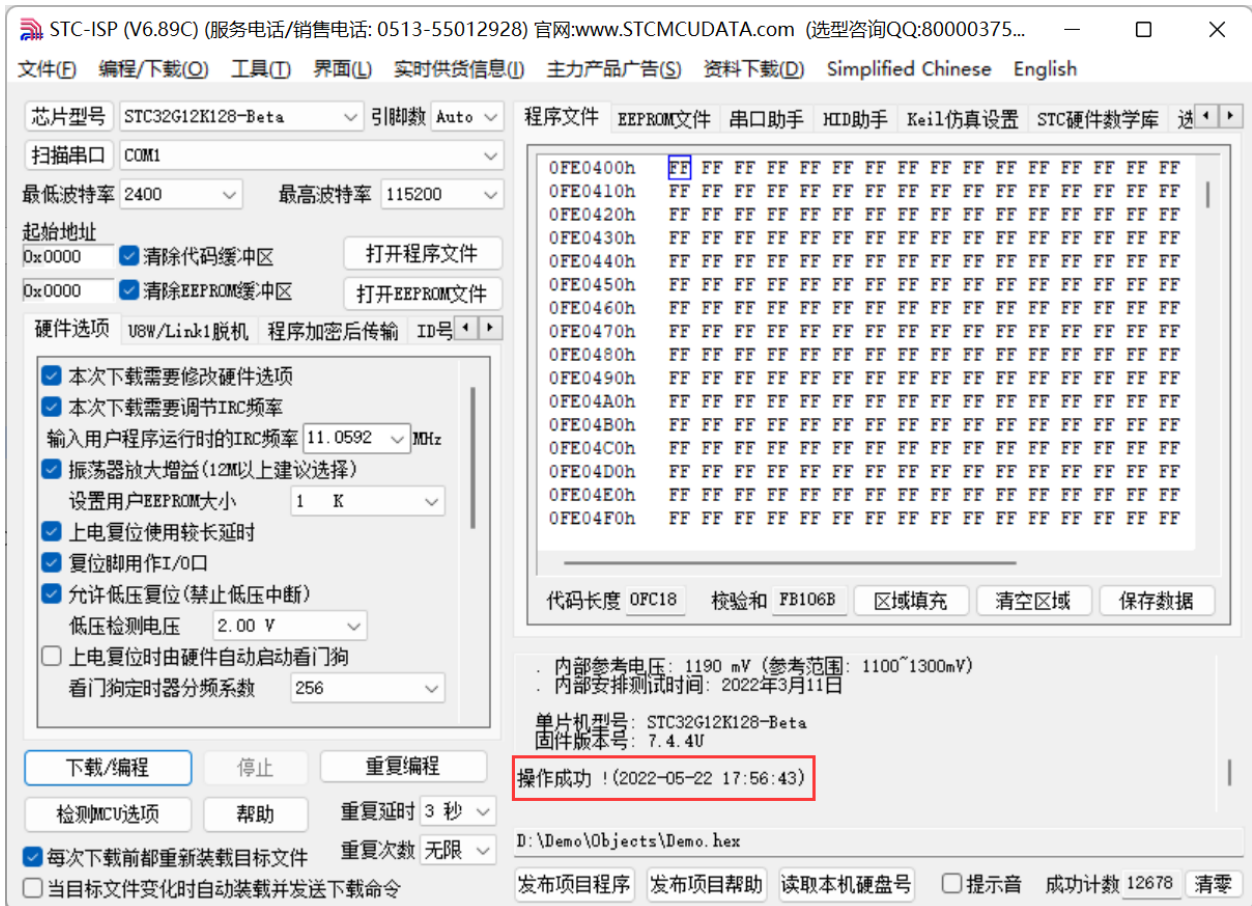 STC-ISP (V6.89C) (服务电话/销售电话: 0513-55012928) 官网:www.STCMCUDATA.com (选型咨询QQ:80000375...
文件(F) 编程/下载(O) 工具(T) 界面(L) 实时供货信息(I) 主力产品广告(S) 资料下载(D) Simplified Chinese English
芯片型号 STC32G12K128-Beta 引脚数 Auto
扫描串口 COM1
最低波特率 2400 最高波特率 115200
起始地址
0x0000 清除代码缓冲区 打开程序文件
0x0000 清除EEPROM缓冲区 打开EEPROM文件
硬件选项 U8W/Link1脱机 程序加密后传输 ID号
本次下载需要修改硬件选项
本次下载需要调节IRC频率
输入用户程序运行时的IRC频率 11.0592 MHz
振荡器放大增益(12M以上建议选择)
设置用户EEPROM大小 1 K
上电复位使用较长延时
复位脚用作I/O口
允许低压复位(禁止低压中断)
低压检测电压 2.00 V
上电复位时由硬件自动启动看门狗
看门狗定时器分频系数 256
下载/编程 停止 重复编程
检测MCU选项 帮助 重复延时 3 秒
每次下载前都重新装载目标文件 重复次数 无限
当目标文件变化时自动装载并发送下载命令
程序文件 EEPROM文件 串口助手 HID助手 Keil仿真设置 STC硬件数学库 选
0FE0400h FF FF FF FF FF FF FF FF FF FF FF FF FF FF FF FF
0FE0410h FF FF FF FF FF FF FF FF FF FF FF FF FF FF FF FF
0FE0420h FF FF FF FF FF FF FF FF FF FF FF FF FF FF FF FF
0FE0430h FF FF FF FF FF FF FF FF FF FF FF FF FF FF FF FF
0FE0440h FF FF FF FF FF FF FF FF FF FF FF FF FF FF FF FF
0FE0450h FF FF FF FF FF FF FF FF FF FF FF FF FF FF FF FF
0FE0460h FF FF FF FF FF FF FF FF FF FF FF FF FF FF FF FF
0FE0470h FF FF FF FF FF FF FF FF FF FF FF FF FF FF FF FF
0FE0480h FF FF FF FF FF FF FF FF FF FF FF FF FF FF FF FF
0FE0490h FF FF FF FF FF FF FF FF FF FF FF FF FF FF FF FF
0FE04A0h FF FF FF FF FF FF FF FF FF FF FF FF FF FF FF FF
0FE04B0h FF FF FF FF FF FF FF FF FF FF FF FF FF FF FF FF
0FE04C0h FF FF FF FF FF FF FF FF FF FF FF FF FF FF FF FF
0FE04D0h FF FF FF FF FF FF FF FF FF FF FF FF FF FF FF FF
0FE04E0h FF FF FF FF FF FF FF FF FF FF FF FF FF FF FF FF
0FE04F0h FF FF FF FF FF FF FF FF FF FF FF FF FF FF FF FF
代码长度 0FC18 校验和 FB106B 区域填充 清空区域 保存数据
. 内部参考电压: 1190 mV (参考范围: 1100~1300mV)
. 内部安排测试时间: 2022年3月11日
单片机型号: STC32G12K128-Beta
固件版本号: 7.4.4U
操作成功 !(2022-05-22 17:56:43)
D:\Demo\Objects\Demo.hex
发布项目程序 发布项目帮助 读取本机硬盘号 提示音 成功计数 12678 清零